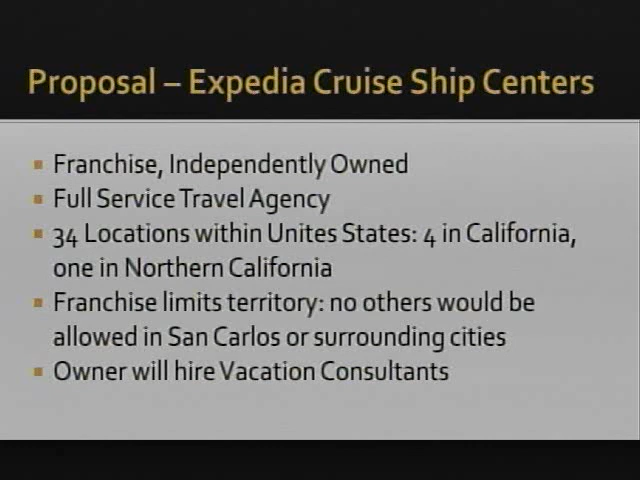 Proposal – Expedia Cruise Ship Centers
▪ Franchise, Independently Owned
▪ Full Service Travel Agency
▪ 34 Locations within Unites States: 4 in California,
one in Northern California
▪ Franchise limits territory: no others would be
allowed in San Carlos or surrounding cities
▪ Owner will hire Vacation Consultants